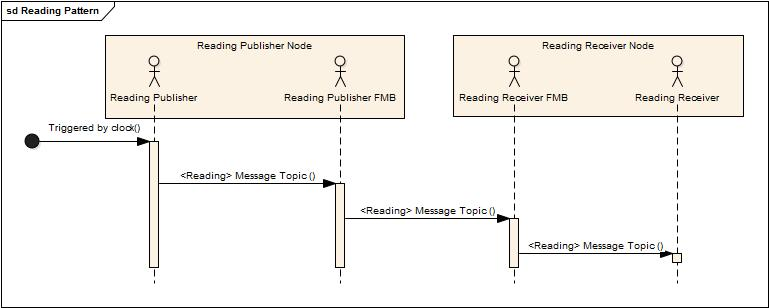 sd Reading Pattern
Reading Publisher Node
Reading Receiver Node
Reading Publisher
Reading Publisher FMB
Reading Receiver FMB
Reading Receiver
Triggered by clock()
<Reading> Message Topic ()
<Reading> Message Topic ()
<Reading> Message Topic ()